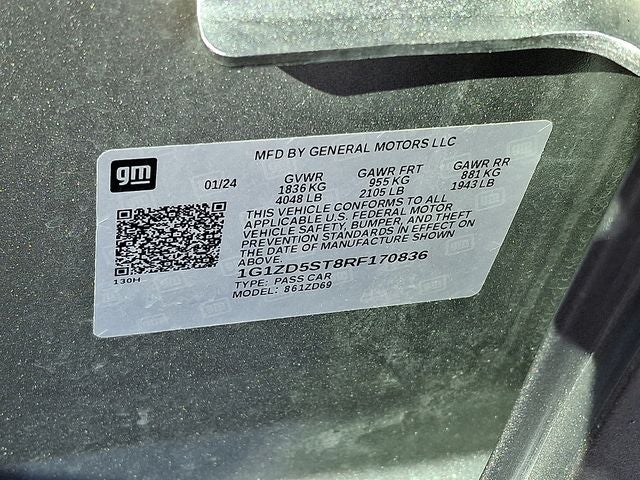 MFD BY GENERAL MOTORS LLC
gm
01/24
GVWR
1836 KG
4048 LB
GAWR FRT
955 KG
2105 LB
GAWR RR
881 KG
1943 LB
THIS VEHICLE CONFORMS TO ALL
APPLICABLE U.S. FEDERAL MOTOR
VEHICLE SAFETY, BUMPER, AND THEFT
PREVENTION STANDARDS IN EFFECT ON
THE DATE OF MANUFACTURE SHOWN
ABOVE.
1G1ZD5ST8RF170836
TYPE: PASS CAR
MODEL: 861ZD69
130H